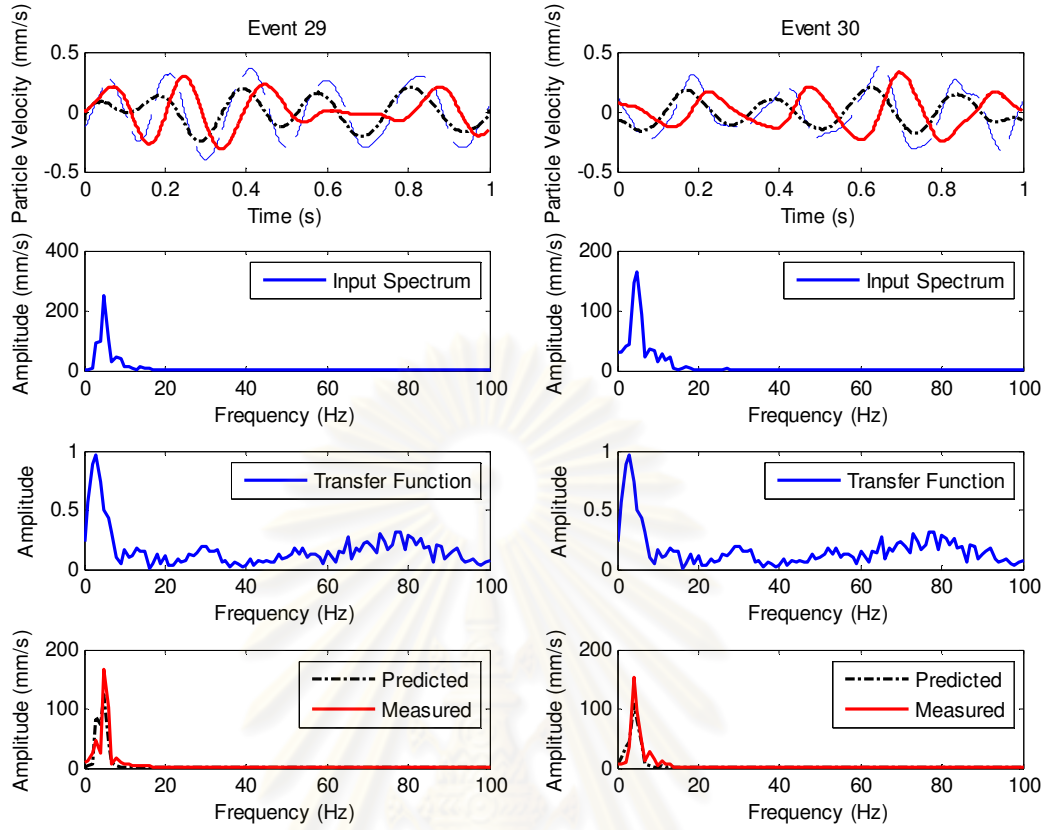 Event 29
Particle Velocity (mm/s)
0.5
0
-0.5
0
0.2
0.4
0.6
0.8
1
Time (s)
Event 30
Particle Velocity (mm/s)
0.5
0
-0.5
0
0.2
0.4
0.6
0.8
1
Time (s)
Amplitude (mm/s)
400
200
0
Input Spectrum
0
20
40
60
80
100
Frequency (Hz)
Amplitude (mm/s)
200
100
0
Input Spectrum
0
20
40
60
80
100
Frequency (Hz)
Amplitude
1
0.5
0
Transfer Function
0
20
40
60
80
100
Frequency (Hz)
Amplitude
1
0.5
0
Transfer Function
0
20
40
60
80
100
Frequency (Hz)
Amplitude (mm/s)
200
100
0
Predicted
Measured
0
20
40
60
80
100
Frequency (Hz)
Amplitude (mm/s)
200
100
0
Predicted
Measured
0
20
40
60
80
100
Frequency (Hz)